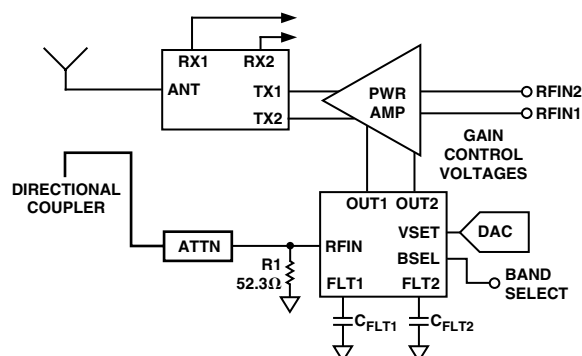 RX1 RX2
ANT
TX1
TX2
PWR
AMP
RFIN2
RFIN1
GAIN
CONTROL
VOLTAGES
DIRECTIONAL
COUPLER
ATTN
R1
52.3Ω
OUT1 OUT2
RFIN
VSET
BSEL
FLT1 FLT2
DAC
BAND
SELECT
CFLT1
CFLT2